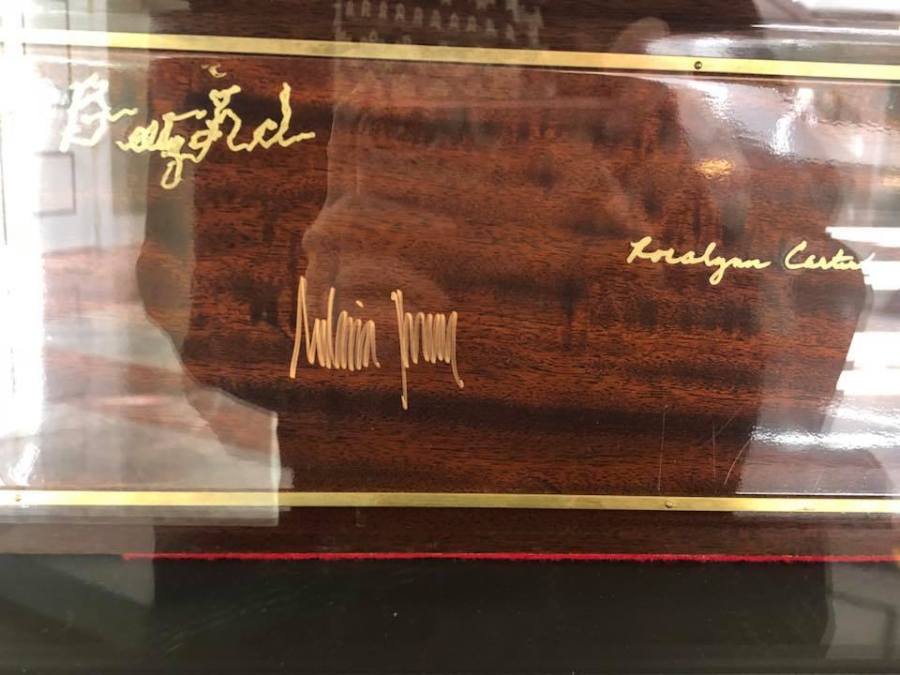 Betty Ford
Rosalynn Carter
Melania Trump